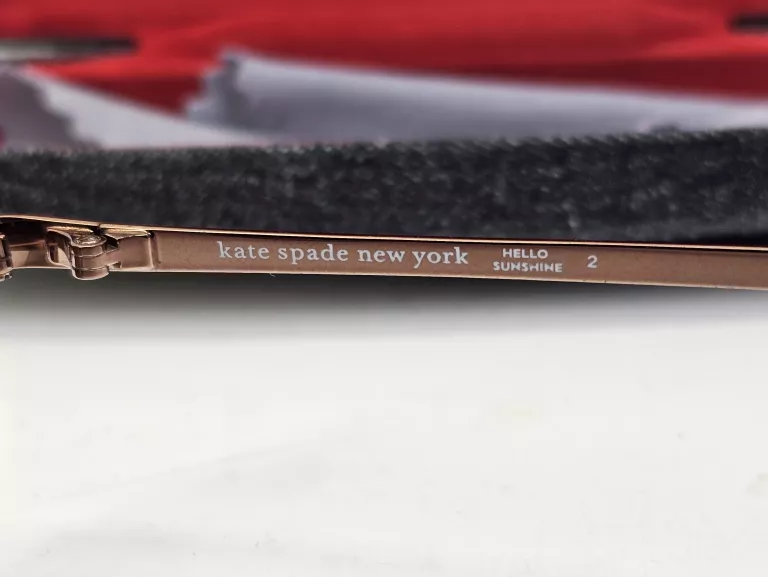 kate spade new york
HELLO
SUNSHINE
2